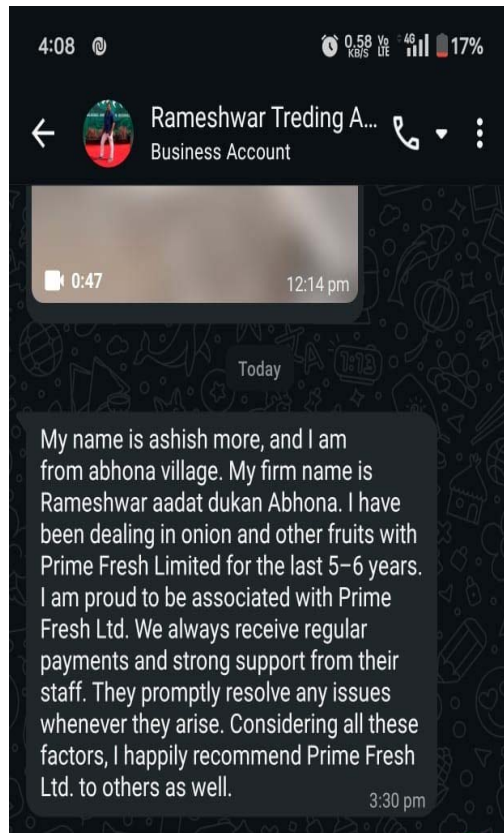 4:08 0.58 KB/S Vo LTE 4G 17%
Rameshwar Treding A...
Business Account
0:47 12:14 pm
Today
My name is ashish more, and I am
from abhona village. My firm name is
Rameshwar aadat dukan Abhona. I have
been dealing in onion and other fruits with
Prime Fresh Limited for the last 5–6 years.
I am proud to be associated with Prime
Fresh Ltd. We always receive regular
payments and strong support from their
staff. They promptly resolve any issues
whenever they arise. Considering all these
factors, I happily recommend Prime Fresh
Ltd. to others as well.
3:30 pm